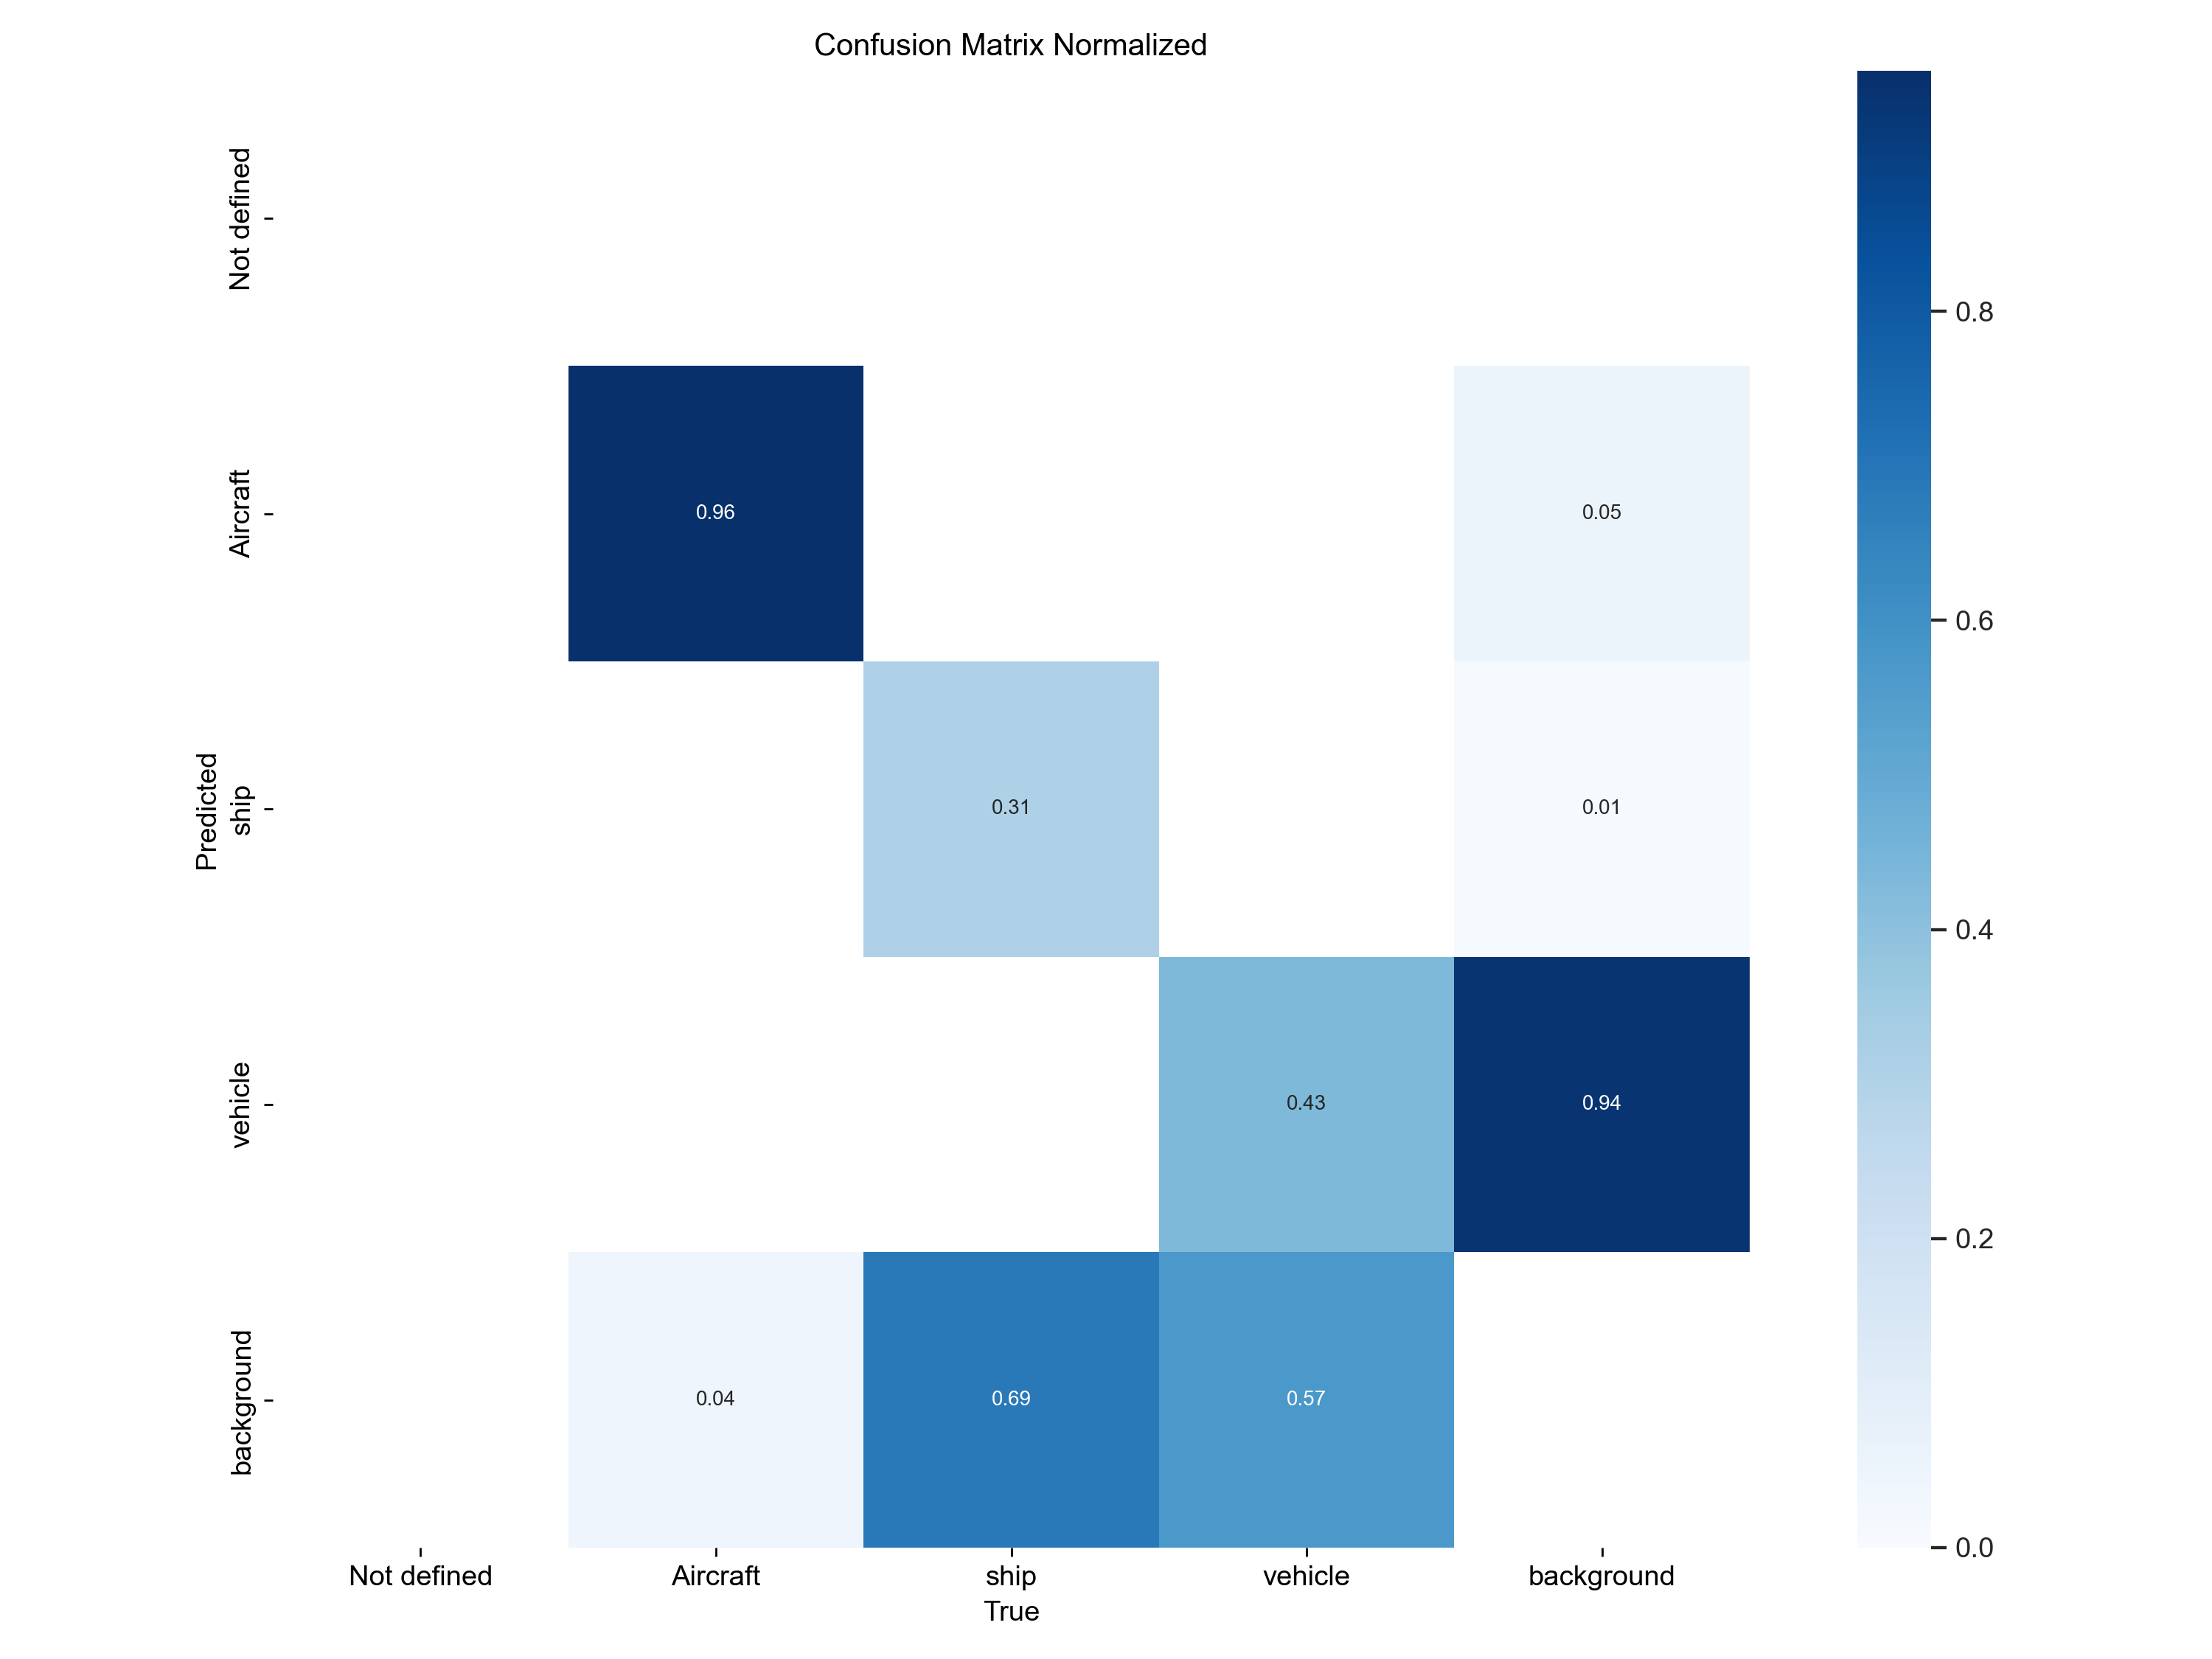 Confusion Matrix Normalized
Not defined
Aircraft
ship
vehicle
background
Predicted
0.96
0.05
0.31
0.01
0.43
0.94
0.04
0.69
0.57
Not defined
Aircraft
ship
vehicle
background
True
0.8
0.6
0.4
0.2
0.0